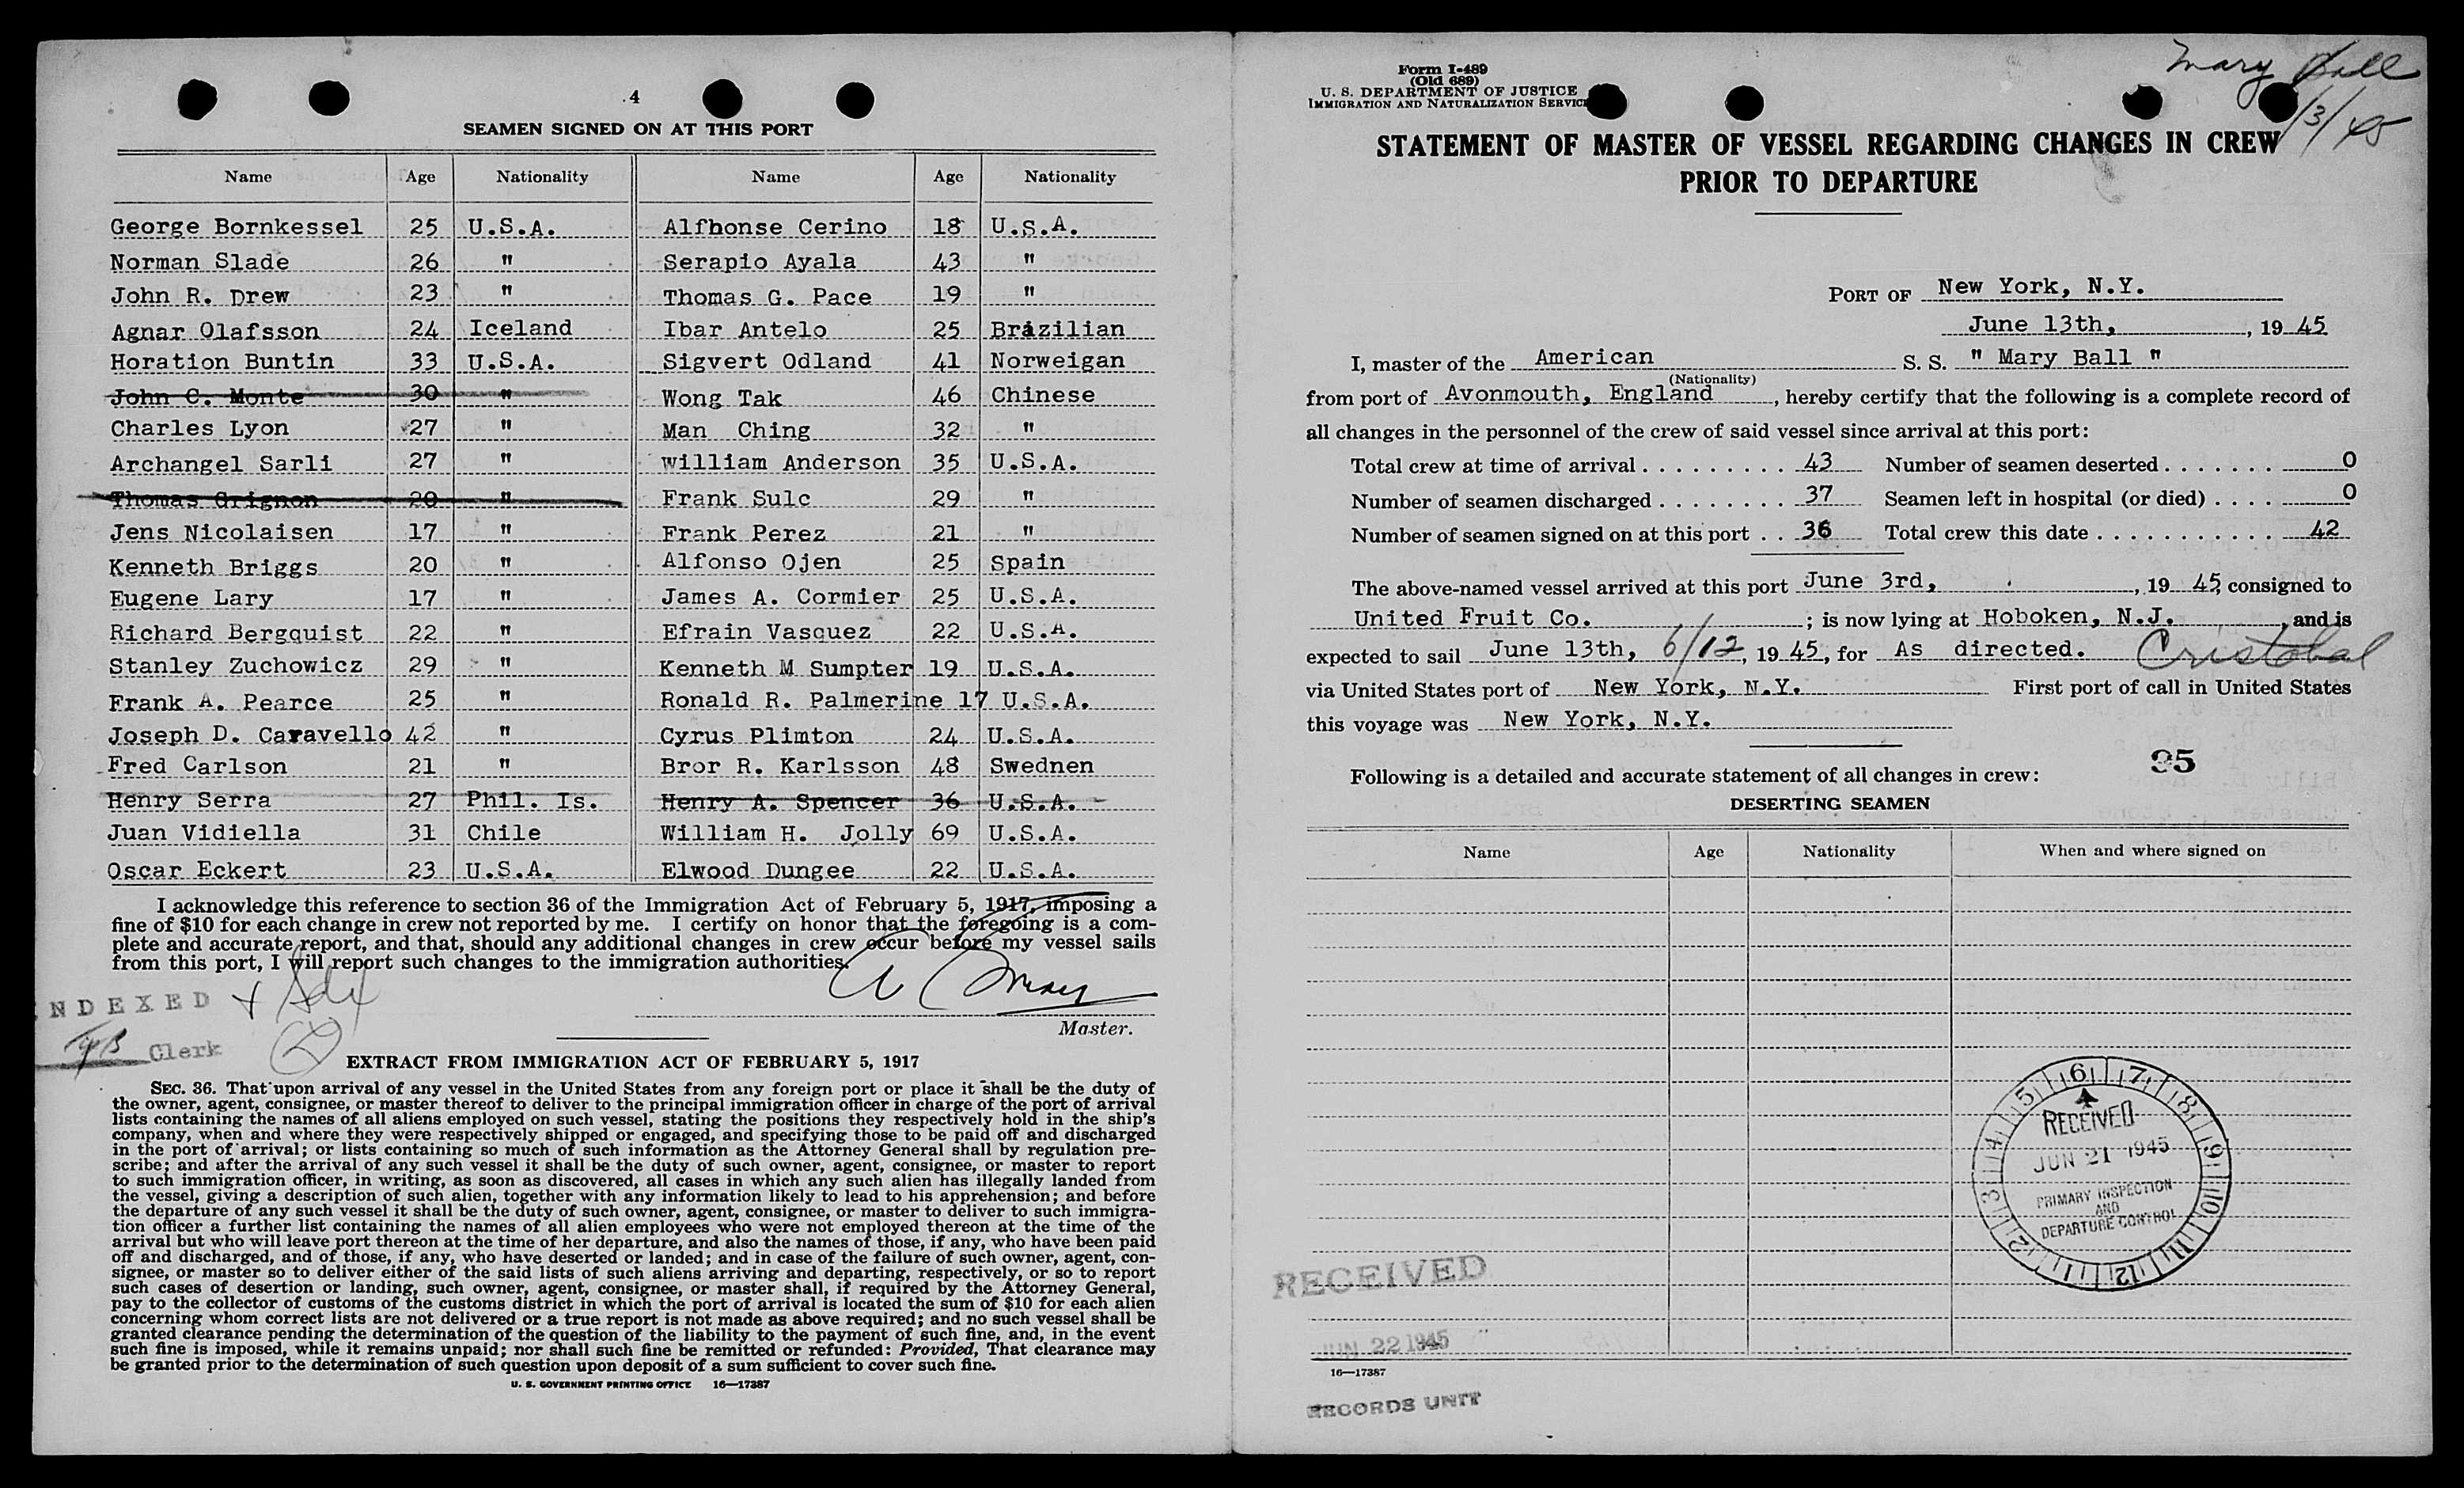 4
SEAMEN SIGNED ON AT THIS PORT
Name Age Nationality Name Age Nationality
George Bornkessel 25 U.S.A. Alfhonse Cerino 18 U.S.A.
Norman Slade 26 " Serapio Ayala 43 "
John R. Drew 23 " Thomas G. Pace 19 "
Agnar Olafsson 24 Iceland Ibar Antelo 25 Brazilian
Horation Buntin 33 U.S.A. Sigvert Odland 41 Norweigan
John C. Monte 30 " Wong Tak 46 Chinese
Charles Lyon 27 " Man Ching 32 "
Archangel Sarli 27 " William Anderson 35 U.S.A.
Thomas Grignon 20 " Frank Sulc 29 "
Jens Nicolaisen 17 " Frank Perez 21 "
Kenneth Briggs 20 " Alfonso Ojen 25 Spain
Eugene Lary 17 " James A. Cormier 25 U.S.A.
Richard Bergquist 22 " Efrain Vasquez 22 U.S.A.
Stanley Zuchowicz 29 " Kenneth M Sumpter 19 U.S.A.
Frank A. Pearce 25 " Ronald R. Palmerine 17 U.S.A.
Joseph D. Caravello 42 " Cyrus Plimton 24 U.S.A.
Fred Carlson 21 " Bror R. Karlsson 48 Swednen
Henry Serra 27 Phil. Is. Henry A. Spencer 36 U.S.A.
Juan Vidiella 31 Chile William H. Jolly 69 U.S.A.
Oscar Eckert 23 U.S.A. Elwood Dungee 22 U.S.A.
I acknowledge this reference to section 36 of the Immigration Act of February 5, 1917, imposing a
fine of $10 for each change in crew not reported by me. I certify on honor that the foregoing is a com-
plete and accurate report, and that, should any additional changes in crew occur before my vessel sails
from this port, I will report such changes to the immigration authorities.
NDEXED
Clerk
Master.
EXTRACT FROM IMMIGRATION ACT OF FEBRUARY 5, 1917
SEC. 36. That upon arrival of any vessel in the United States from any foreign port or place it shall be the duty of
the owner, agent, consignee, or master thereof to deliver to the principal immigration officer in charge of the port of arrival
lists containing the names of all aliens employed on such vessel, stating the positions they respectively hold in the ship's
company, when and where they were respectively shipped or engaged, and specifying those to be paid off and discharged
in the port of arrival; or lists containing so much of such information as the Attorney General shall by regulation pre-
scribe; and after the arrival of any such vessel it shall be the duty of such owner, agent, consignee, or master to report
to such immigration officer, in writing, as soon as discovered, all cases in which any such alien has illegally landed from
the vessel, giving a description of such alien, together with any information likely to lead to his apprehension; and before
the departure of any such vessel it shall be the duty of such owner, agent, consignee, or master to deliver to such immigra-
tion officer a further list containing the names of all alien employees who were not employed thereon at the time of the
arrival but who will leave port thereon at the time of her departure, and also the names of those, if any, who have been paid
off and discharged, and of those, if any, who have deserted or landed; and in case of the failure of such owner, agent, con-
signee, or master so to deliver either of the said lists of such aliens arriving and departing, respectively, or so to report
such cases of desertion or landing, such owner, agent, consignee, or master shall, if required by the Attorney General,
pay to the collector of customs of the customs district in which the port of arrival is located the sum of $10 for each alien
concerning whom correct lists are not delivered or a true report is not made as above required; and no such vessel shall be
granted clearance pending the determination of the question of the liability to the payment of such fine, and, in the event
such fine is imposed, while it remains unpaid; nor shall such fine be remitted or refunded: Provided, That clearance may
be granted prior to the determination of such question upon deposit of a sum sufficient to cover such fine.
U. S. GOVERNMENT PRINTING OFFICE 16—17387
Mary Ball
/3/45
Form I-489
(Old 689)
U. S. DEPARTMENT OF JUSTICE
IMMIGRATION AND NATURALIZATION SERVICE
STATEMENT OF MASTER OF VESSEL REGARDING CHANGES IN CREW
PRIOR TO DEPARTURE
PORT OF New York, N.Y.
June 13th, , 19 45
I, master of the American S. S. " Mary Ball "
(Nationality)
from port of Avonmouth, England , hereby certify that the following is a complete record of
all changes in the personnel of the crew of said vessel since arrival at this port:
Total crew at time of arrival . . . . . . . . . . 43 Number of seamen deserted . . . . . . . 0
Number of seamen discharged . . . . . . . . 37 Seamen left in hospital (or died) . . . . 0
Number of seamen signed on at this port . . 36 Total crew this date . . . . . . . . . . . 42
The above-named vessel arrived at this port June 3rd, , 19 45, consigned to
United Fruit Co. ; is now lying at Hoboken, N.J. , and is
expected to sail June 13th, 6/12, 19 45, for As directed. Cristobal
via United States port of New York, N.Y. First port of call in United States
this voyage was New York, N.Y.
95
Following is a detailed and accurate statement of all changes in crew:
DESERTING SEAMEN
Name Age Nationality When and where signed on
1 2 3 4 5 6 7 8 9 10 11 12
RECEIVED
JUN 21 1945
PRIMARY INSPECTION
AND
DEPARTURE CONTROL
RECEIVED
JUN 22 1945
16—17387
RECORDS UNIT